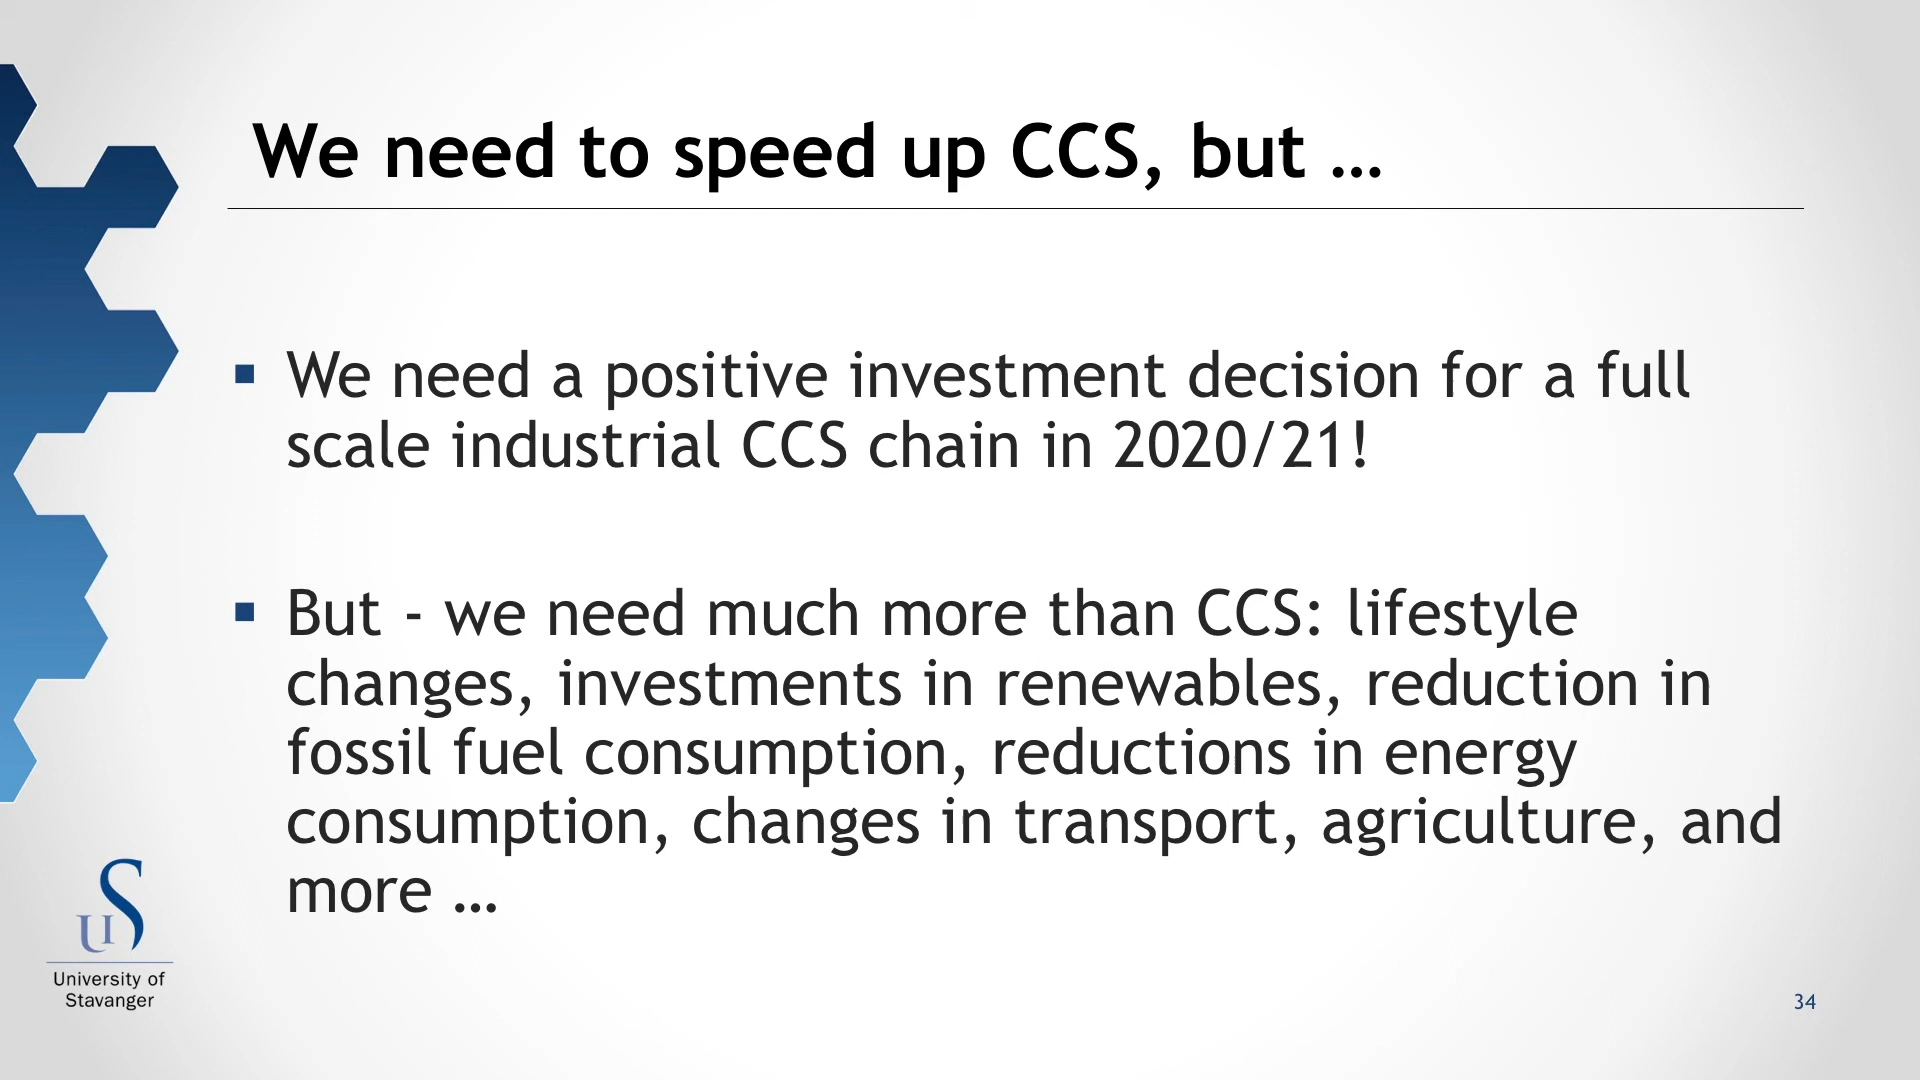 We need to speed up CCS, but …
▪ We need a positive investment decision for a full
scale industrial CCS chain in 2020/21!
▪ But - we need much more than CCS: lifestyle
changes, investments in renewables, reduction in
fossil fuel consumption, reductions in energy
consumption, changes in transport, agriculture, and
more …
UiS
University of
Stavanger
34